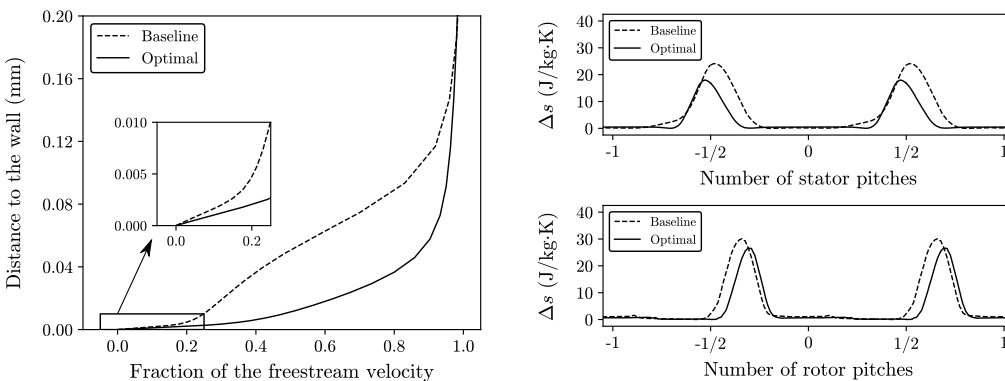 0.20
0.16
0.12
0.08
0.04
0.00
Distance to the wall (mm)
Baseline
Optimal
0.010
0.005
0.000
0.0 0.2
0.0 0.2 0.4 0.6 0.8 1.0
Fraction of the freestream velocity
40
30
20
10
0
Δs (J/kg·K)
Baseline
Optimal
-1 -1/2 0 1/2 1
Number of stator pitches
40
30
20
10
0
Δs (J/kg·K)
Baseline
Optimal
-1 -1/2 0 1/2 1
Number of rotor pitches